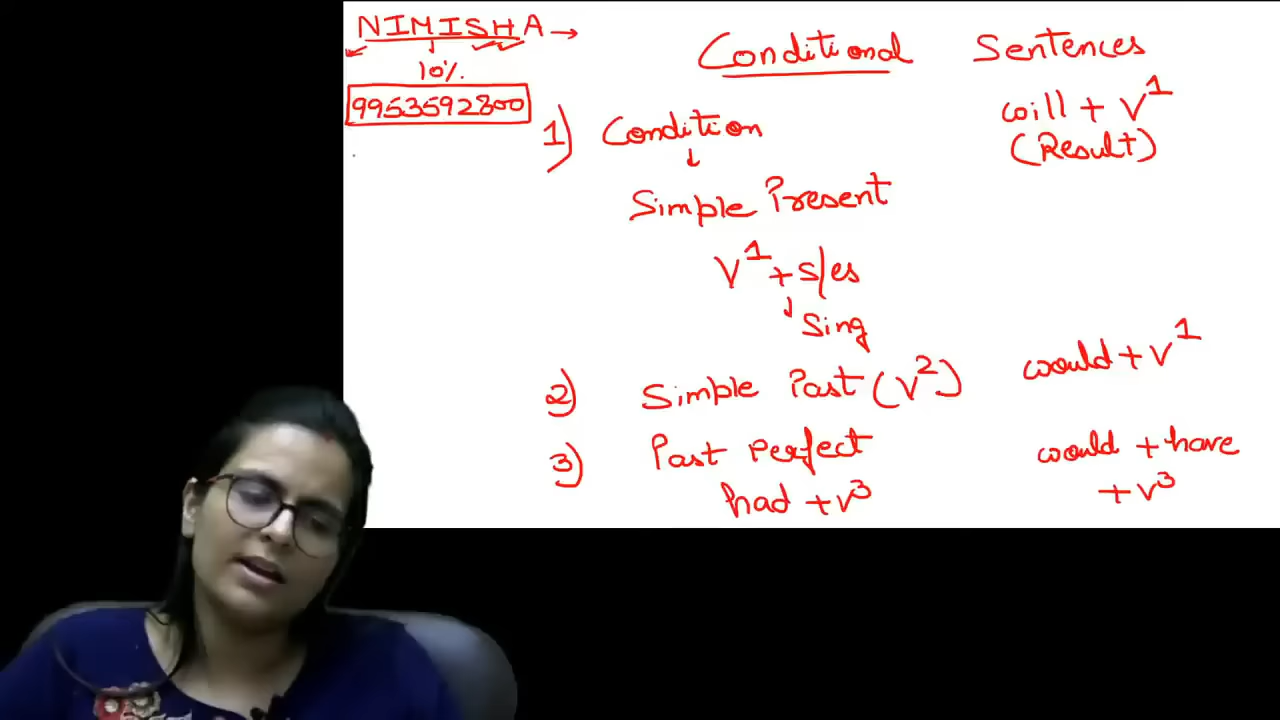 NIMISHA →
10%.
9953592800
Conditional Sentences
1) Condition will + V1
(Result)
↓
Simple Present
V1 + s/es
↓
Sing
2) Simple Past (V2) would + V1
3) Past Perfect would + have
had + V3 + V3